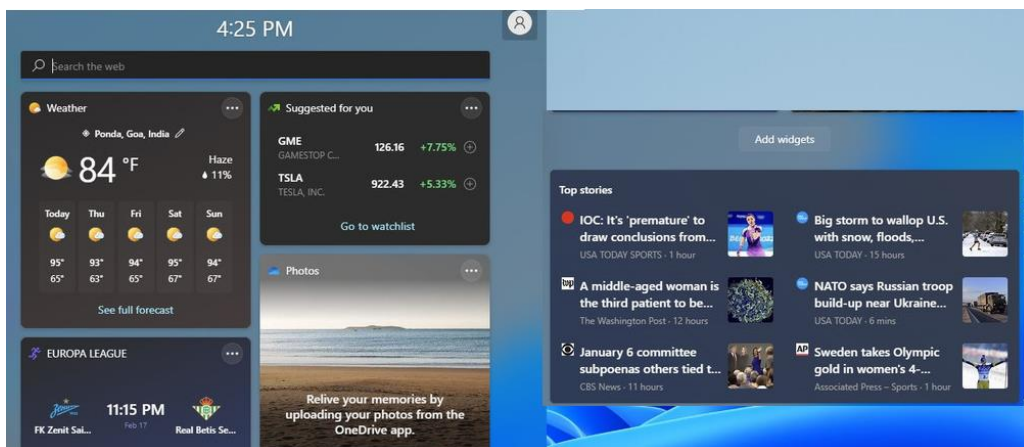 4:25 PM
Search the web
Weather
Ponda, Goa, India
84 °F
Haze
11%
Today Thu Fri Sat Sun
95° 93° 94° 95° 94°
65° 63° 65° 67° 67°
See full forecast
EUROPA LEAGUE
11:15 PM
Feb 17
FK Zenit Sai...
Real Betis Se...
Suggested for you
GME 126.16 +7.75%
GAMESTOP C...
TSLA 922.43 +5.33%
TESLA, INC.
Go to watchlist
Photos
Relive your memories by
uploading your photos from the
OneDrive app.
Add widgets
Top stories
IOC: It's 'premature' to
draw conclusions from...
USA TODAY SPORTS · 1 hour
Big storm to wallop U.S.
with snow, floods,...
USA TODAY · 15 hours
wp
A middle-aged woman is
the third patient to be...
The Washington Post · 12 hours
NATO says Russian troop
build-up near Ukraine...
USA TODAY · 6 mins
January 6 committee
subpoenas others tied t...
CBS News · 11 hours
AP
Sweden takes Olympic
gold in women's 4-...
Associated Press – Sports · 1 hour